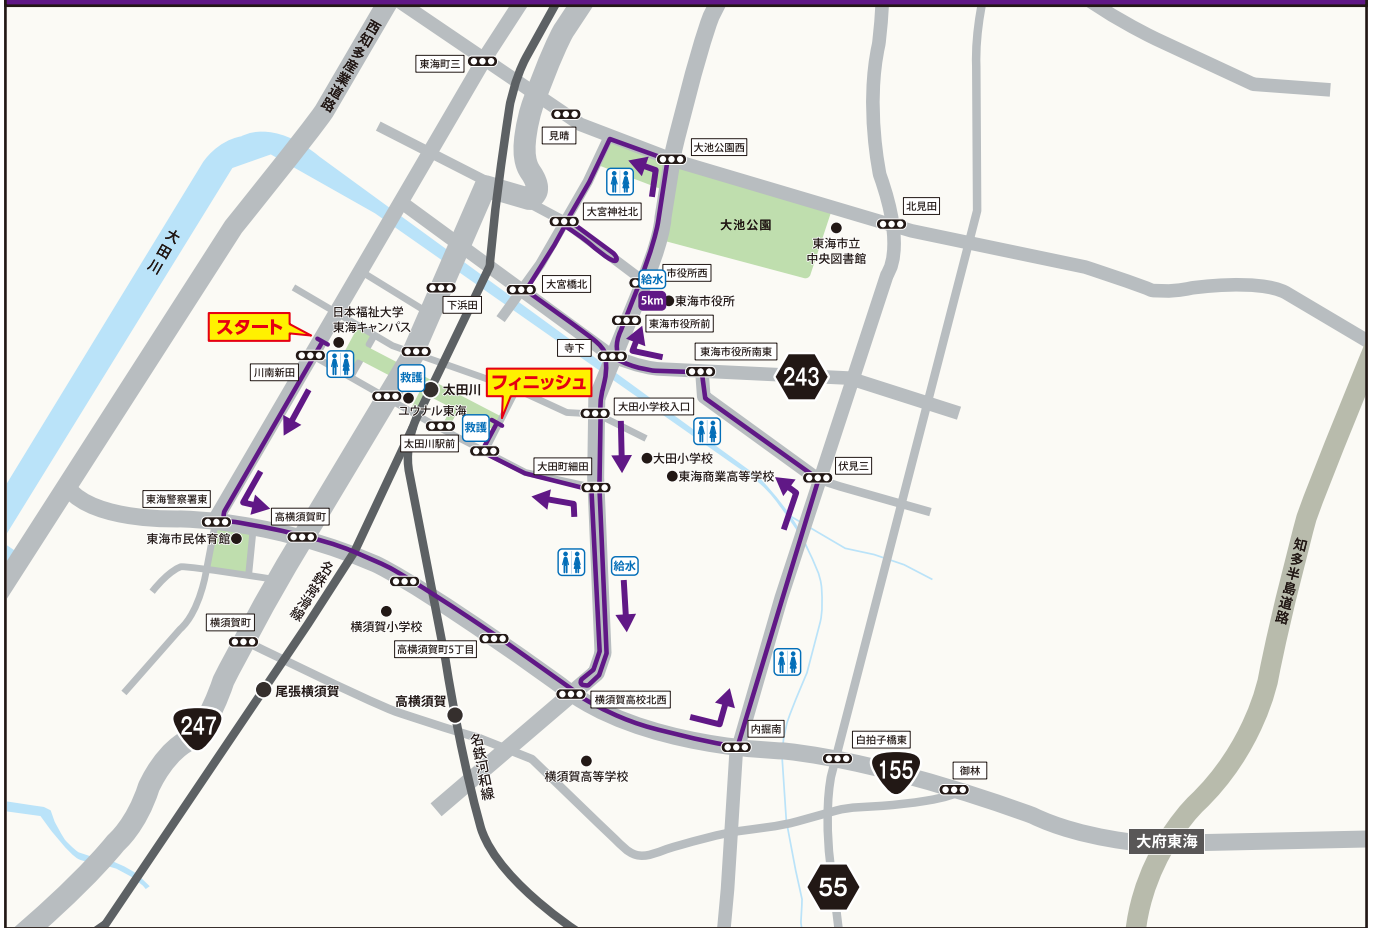 西知多産業道路
東海町三
見晴
大池公園西
大宮神社北
大池公園
北見田
東海市立
中央図書館
大田川
市役所西
給水
5km
東海市役所
大宮橋北
下浜田
日本福祉大学
東海キャンパス
スタート
東海市役所前
寺下
東海市役所南東
243
川南新田
救護
太田川
フィニッシュ
ユウナル東海
大田小学校入口
救護
太田川駅前
大田町細田
大田小学校
東海商業高等学校
伏見三
東海警察署東
高横須賀町
東海市民体育館
名鉄常滑線
給水
知多半島道路
横須賀町
横須賀小学校
高横須賀町5丁目
尾張横須賀
高横須賀
横須賀高校北西
247
内堀南
白拍子橋東
名鉄河和線
横須賀高等学校
155
御林
大府東海
55